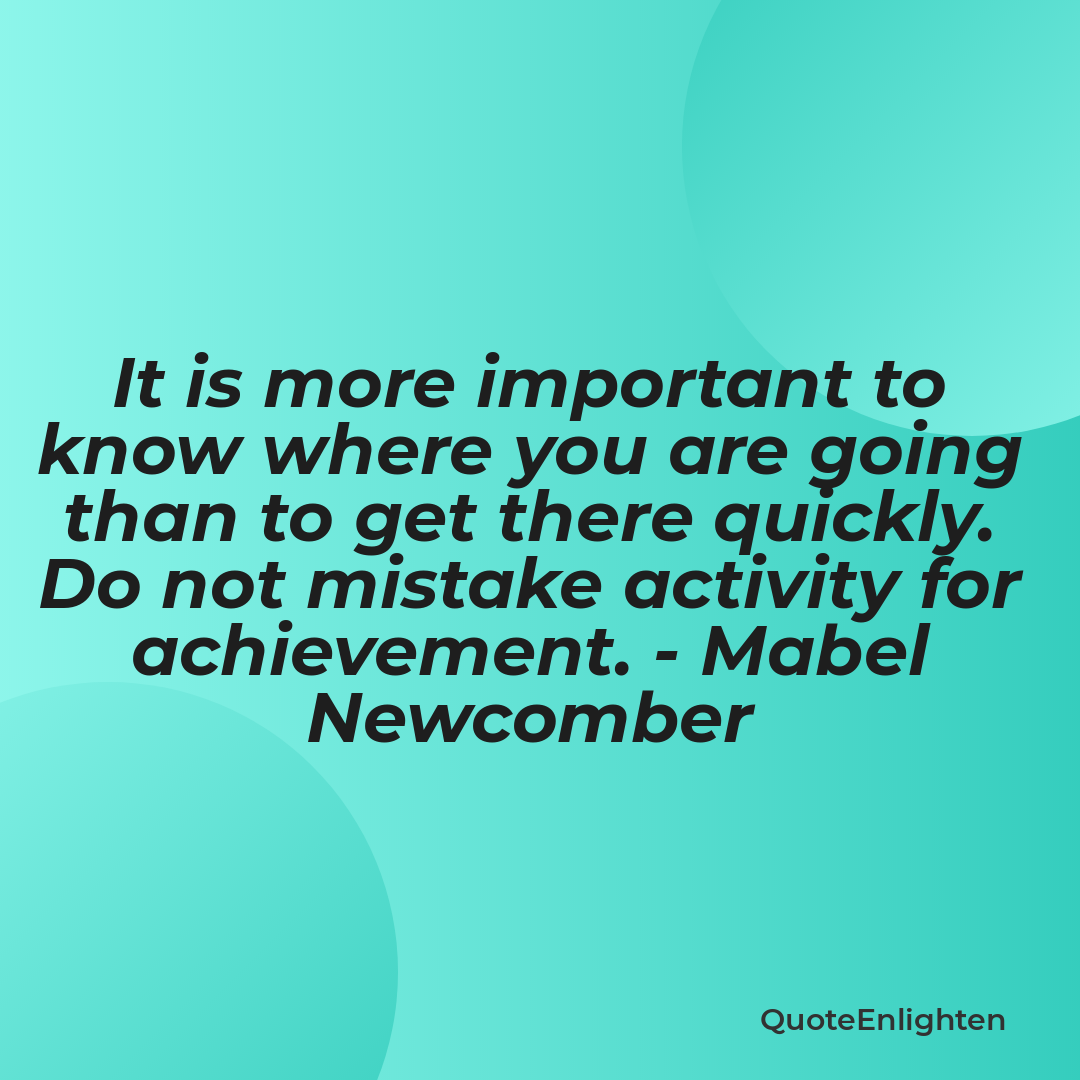 It is more important to
know where you are going
than to get there quickly.
Do not mistake activity for
achievement. - Mabel
Newcomber
QuoteEnlighten